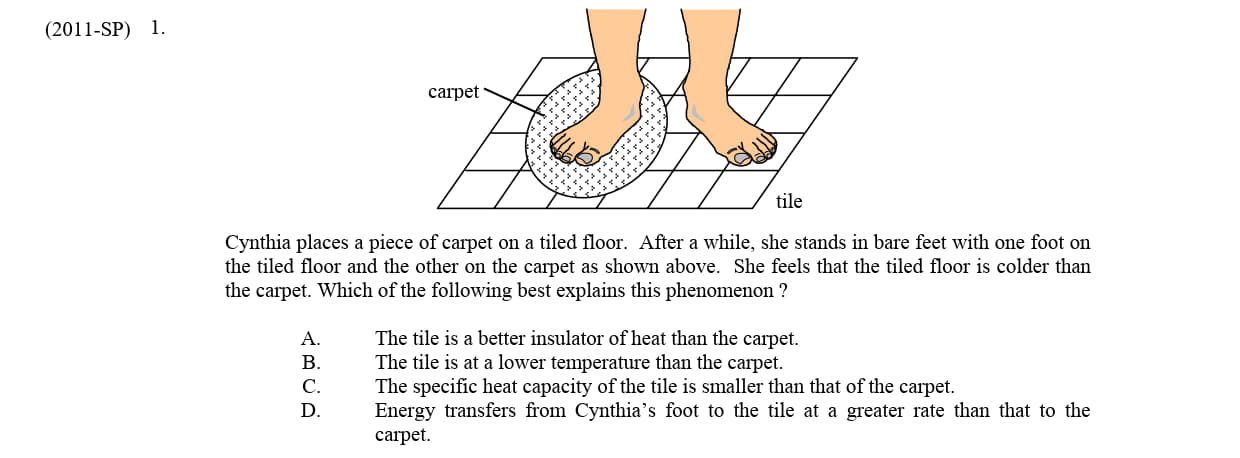 (2011-SP) 1.
carpet
tile
Cynthia places a piece of carpet on a tiled floor. After a while, she stands in bare feet with one foot on
the tiled floor and the other on the carpet as shown above. She feels that the tiled floor is colder than
the carpet. Which of the following best explains this phenomenon ?
A. The tile is a better insulator of heat than the carpet.
B. The tile is at a lower temperature than the carpet.
C. The specific heat capacity of the tile is smaller than that of the carpet.
D. Energy transfers from Cynthia's foot to the tile at a greater rate than that to the
carpet.